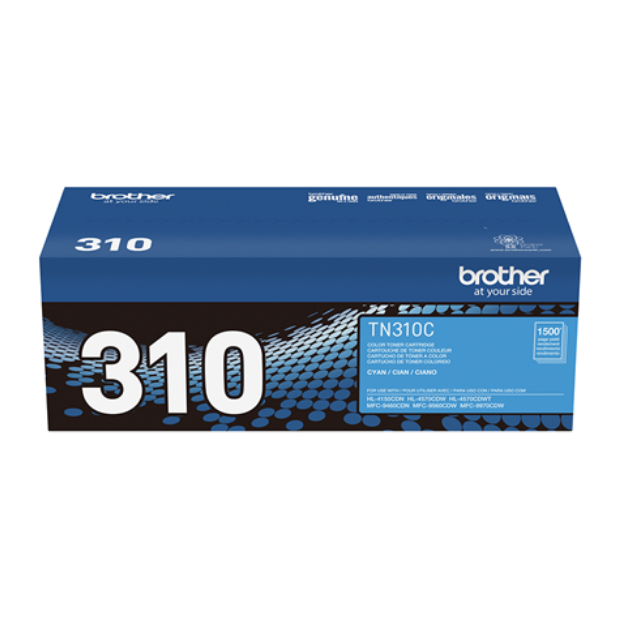 brother
at your side
genuine
authentiques
originales
originais
310
brother
at your side
310
TN310C
COLOR TONER CARTRIDGE
CARTOUCHE DE TONER COULEUR
CARTUCHO DE TONER A COLOR
CARTUCHO DE TONER COLORIDO
CYAN / CIAN / CIANO
1500*
page yield
rendement
rendimiento
rendimento
FOR USE WITH / POUR UTILISER AVEC / PARA USO CON / PARA USO COM
HL-4150CDN HL-4570CDW HL-4570CDWT
MFC-9460CDN MFC-9560CDW MFC-9970CDW